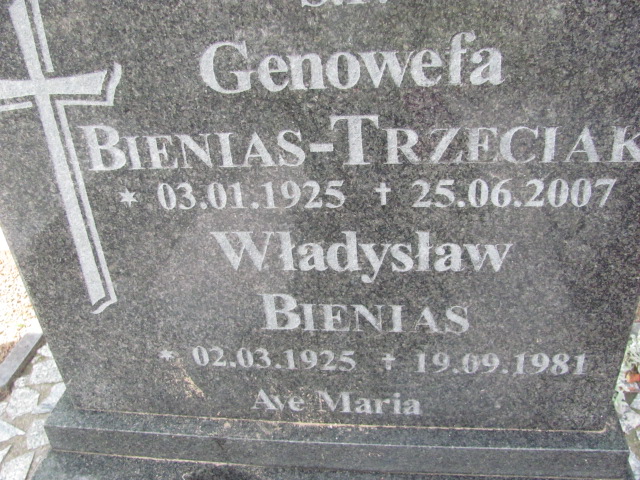 Genowefa
BIENIAS-TRZECIAK
* 03.01.1925 † 25.06.2007
Władysław
BIENIAS
* 02.03.1925 † 19.09.1981
Ave Maria